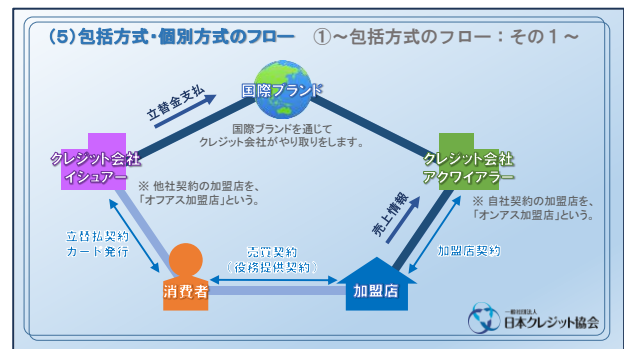 (5)包括方式・個別方式のフロー ①~包括方式のフロー:その1~
国際ブランド
立替金支払
国際ブランドを通じて
クレジット会社がやり取りをします。
クレジット会社
イシュアー
クレジット会社
アクワイアラー
※ 他社契約の加盟店を、
「オフアス加盟店」という。
※ 自社契約の加盟店を、
「オンアス加盟店」という。
売上情報
立替払契約
カード発行
売買契約
(役務提供契約)
加盟店契約
消費者
加盟店
一般社団法人
日本クレジット協会